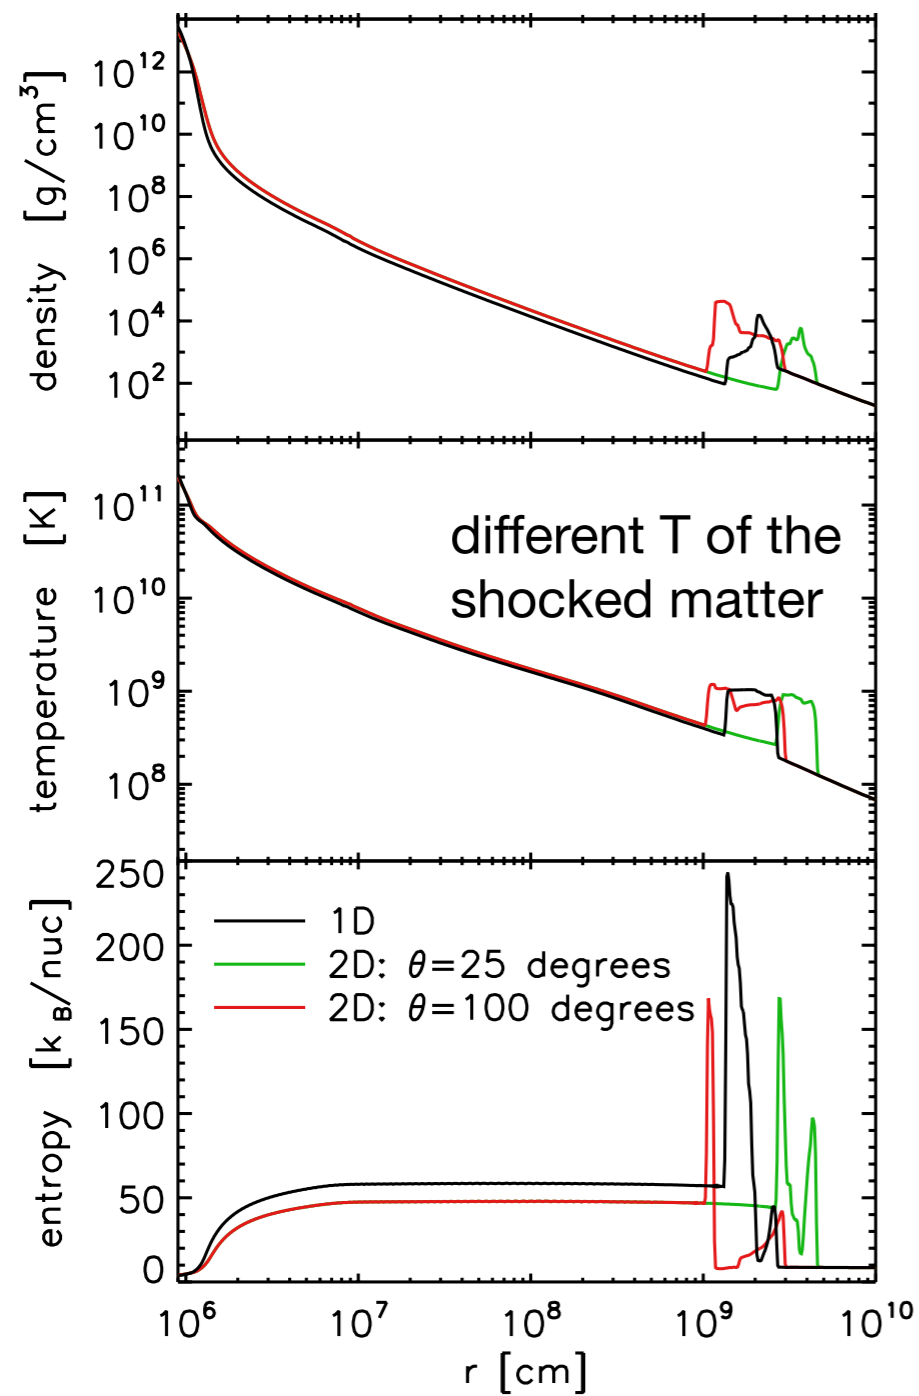 density [g/cm³]
10¹²
10¹⁰
10⁸
10⁶
10⁴
10²
temperature [K]
10¹¹
10¹⁰
10⁹
10⁸
different T of the
shocked matter
entropy [k_B/nuc]
250
200
150
100
50
0
1D
2D: θ=25 degrees
2D: θ=100 degrees
10⁶ 10⁷ 10⁸ 10⁹ 10¹⁰
r [cm]